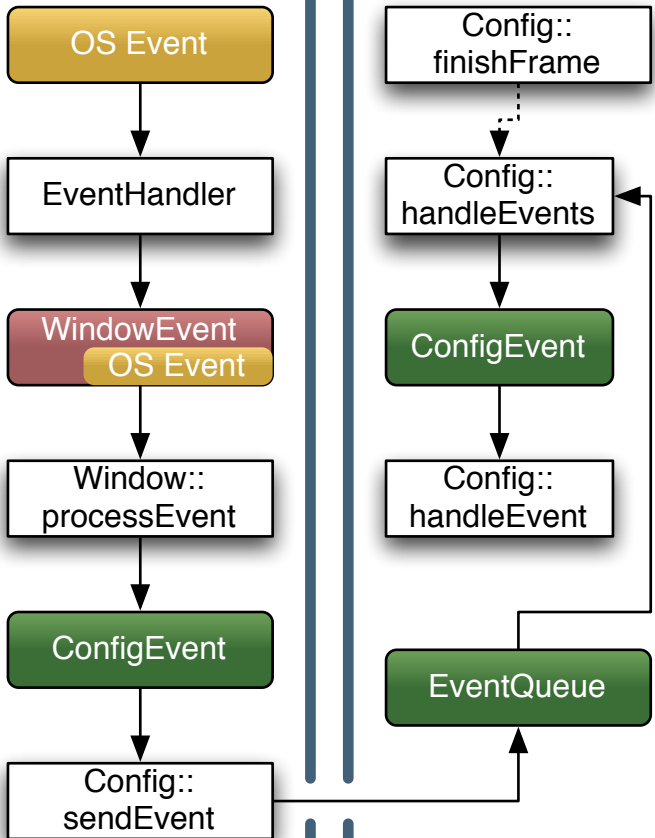 OS Event
EventHandler
WindowEvent
OS Event
Window::
processEvent
ConfigEvent
Config::
sendEvent
Config::
finishFrame
Config::
handleEvents
ConfigEvent
Config::
handleEvent
EventQueue